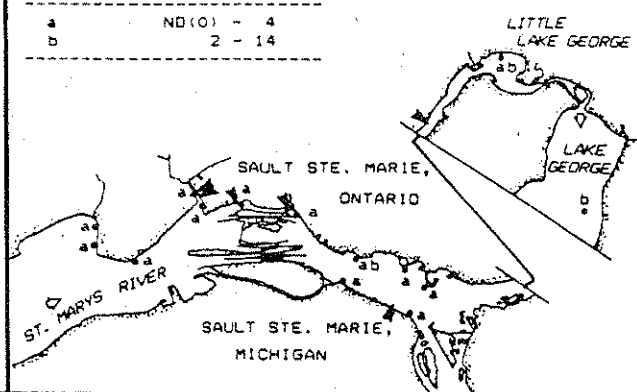 a ND(0) - 4
b 2 - 14
LITTLE
LAKE GEORGE
a b
LAKE
GEORGE
b
SAULT STE. MARIE,
ONTARIO
a
a
a
a
a
a
a
a
a b
a
a
a
a
a
ST. MARYS RIVER
SAULT STE. MARIE,
MICHIGAN